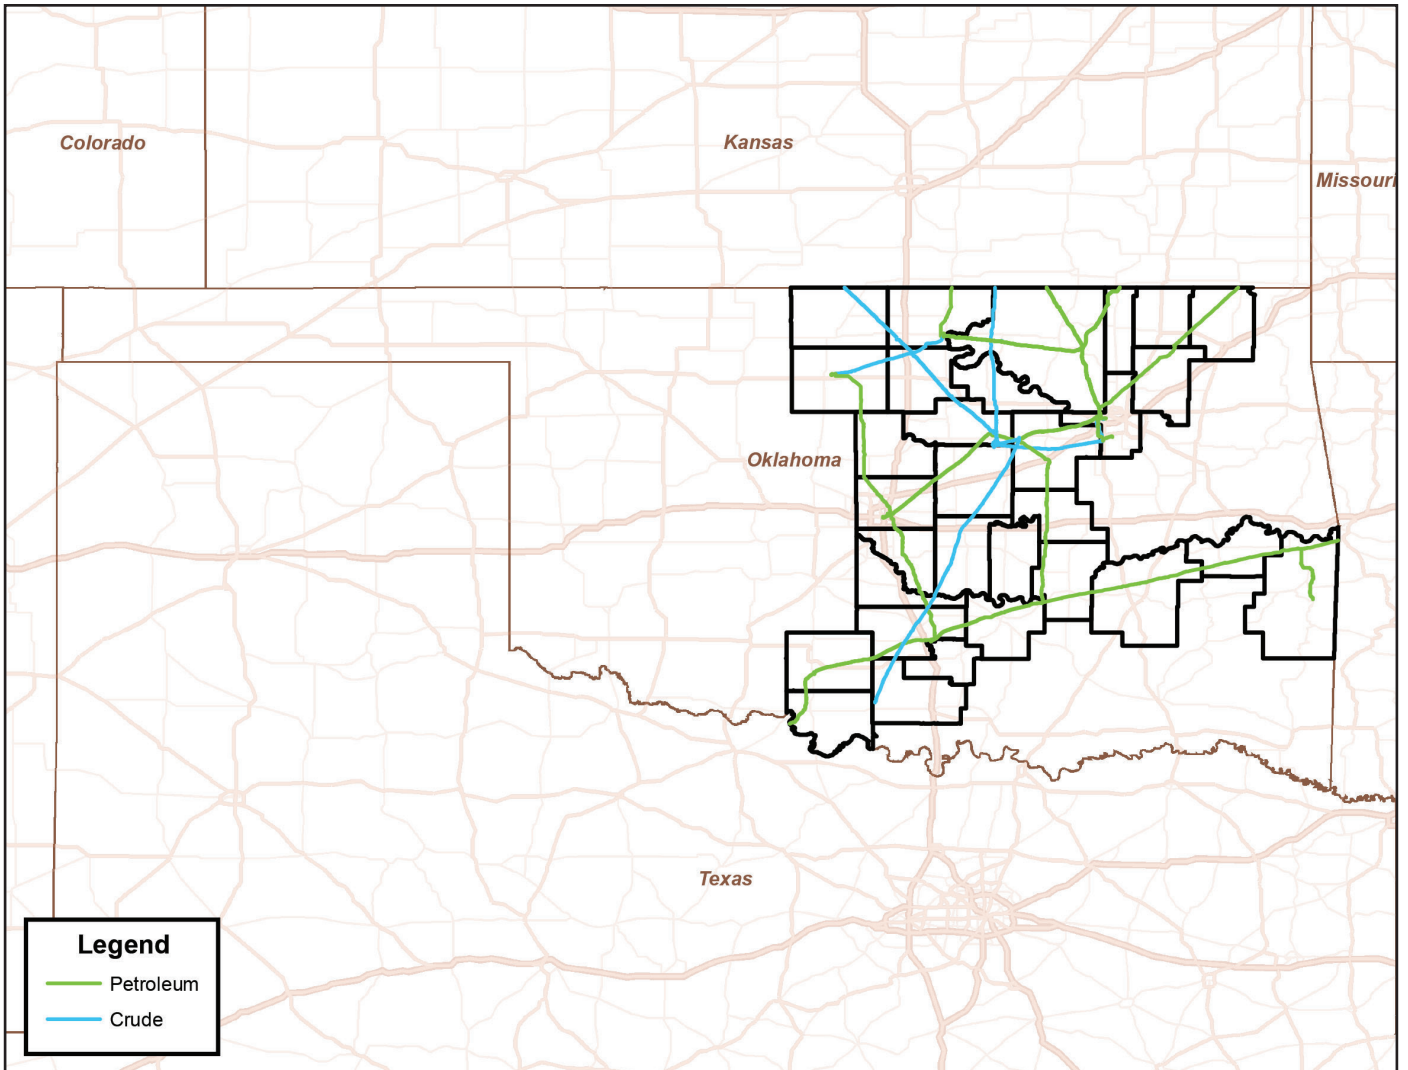 Colorado
Kansas
Missouri
Oklahoma
Texas
Legend
Petroleum
Crude